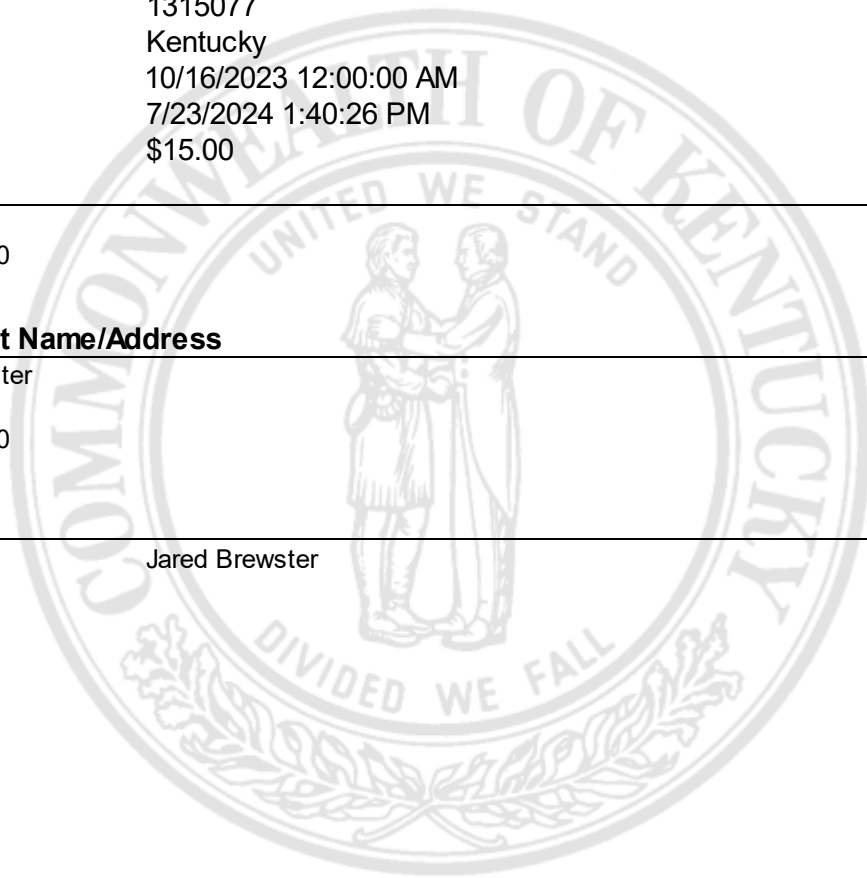 1315077
Kentucky
10/16/2023 12:00:00 AM
7/23/2024 1:40:26 PM
$15.00
0
t Name/Address
ter
0
Jared Brewster
COMMONWEALTH OF KENTUCKY
UNITED WE STAND
DIVIDED WE FALL